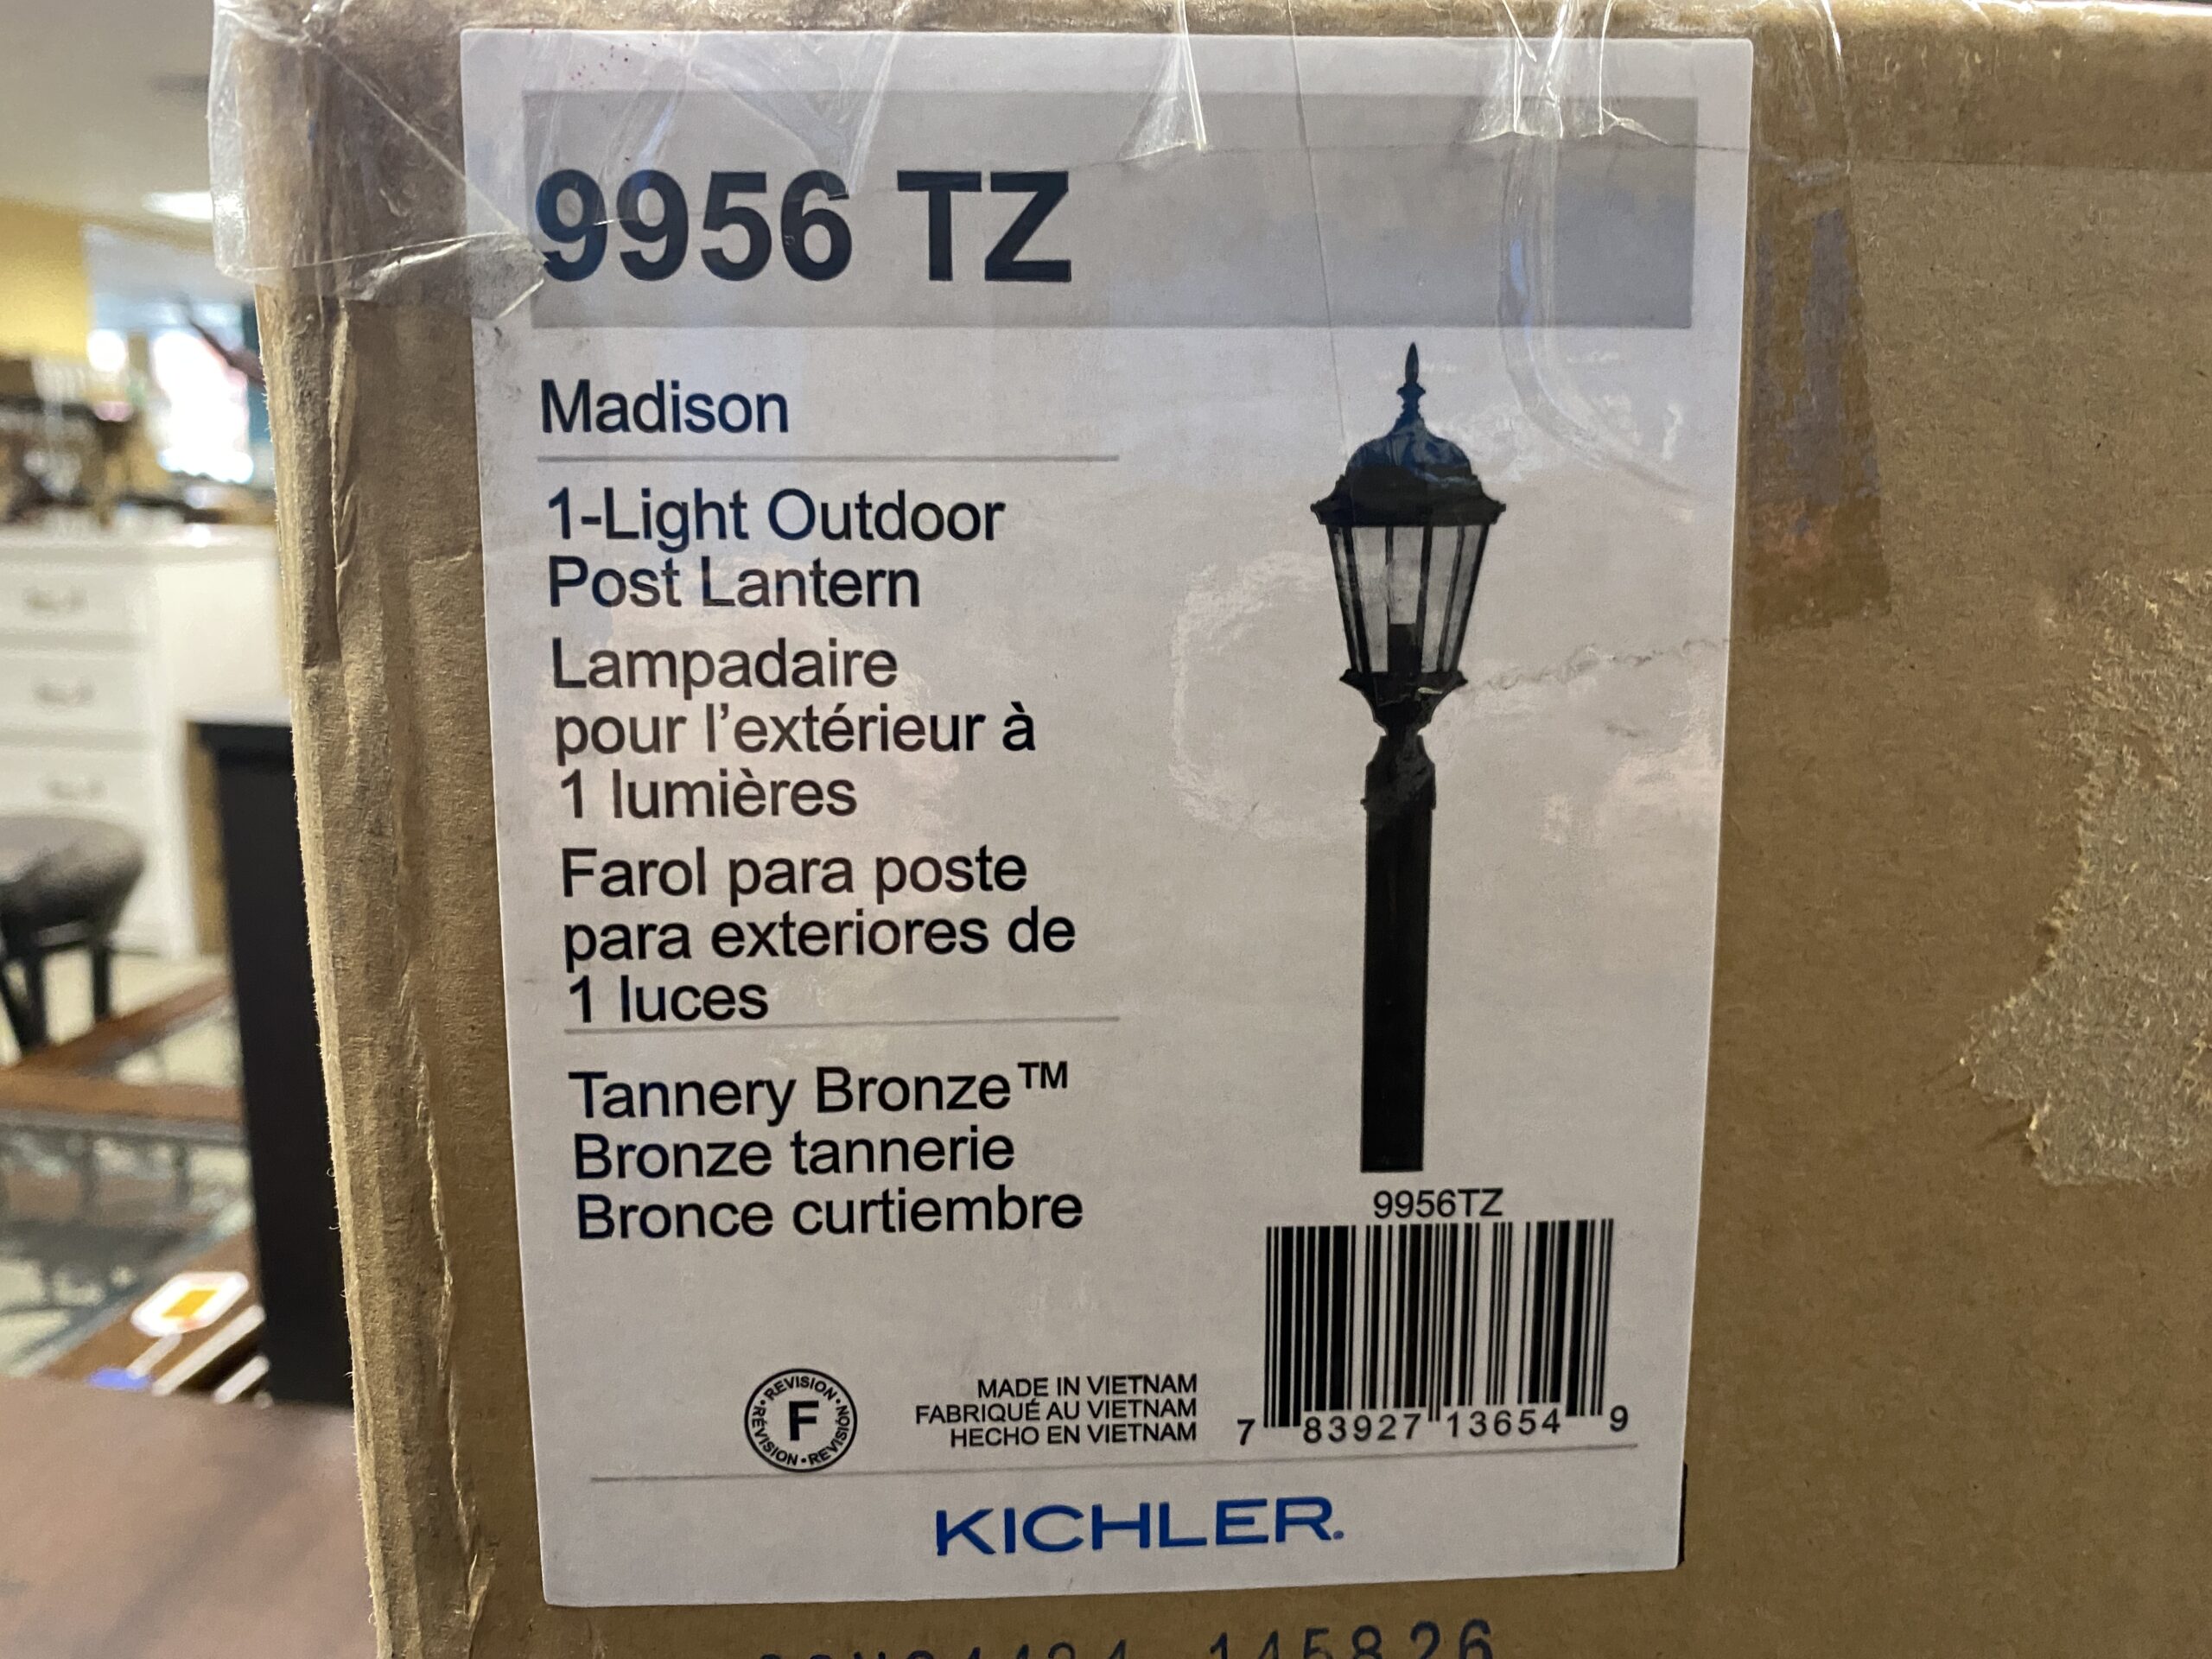 9956 TZ
Madison
1-Light Outdoor
Post Lantern
Lampadaire
pour l’extérieur à
1 lumières
Farol para poste
para exteriores de
1 luces
Tannery Bronze™
Bronze tannerie
Bronce curtiembre
9956TZ
7 83927 13654 9
REVISION • REVISION • RÉVISION •
F
MADE IN VIETNAM
FABRIQUÉ AU VIETNAM
HECHO EN VIETNAM
KICHLER®
145826